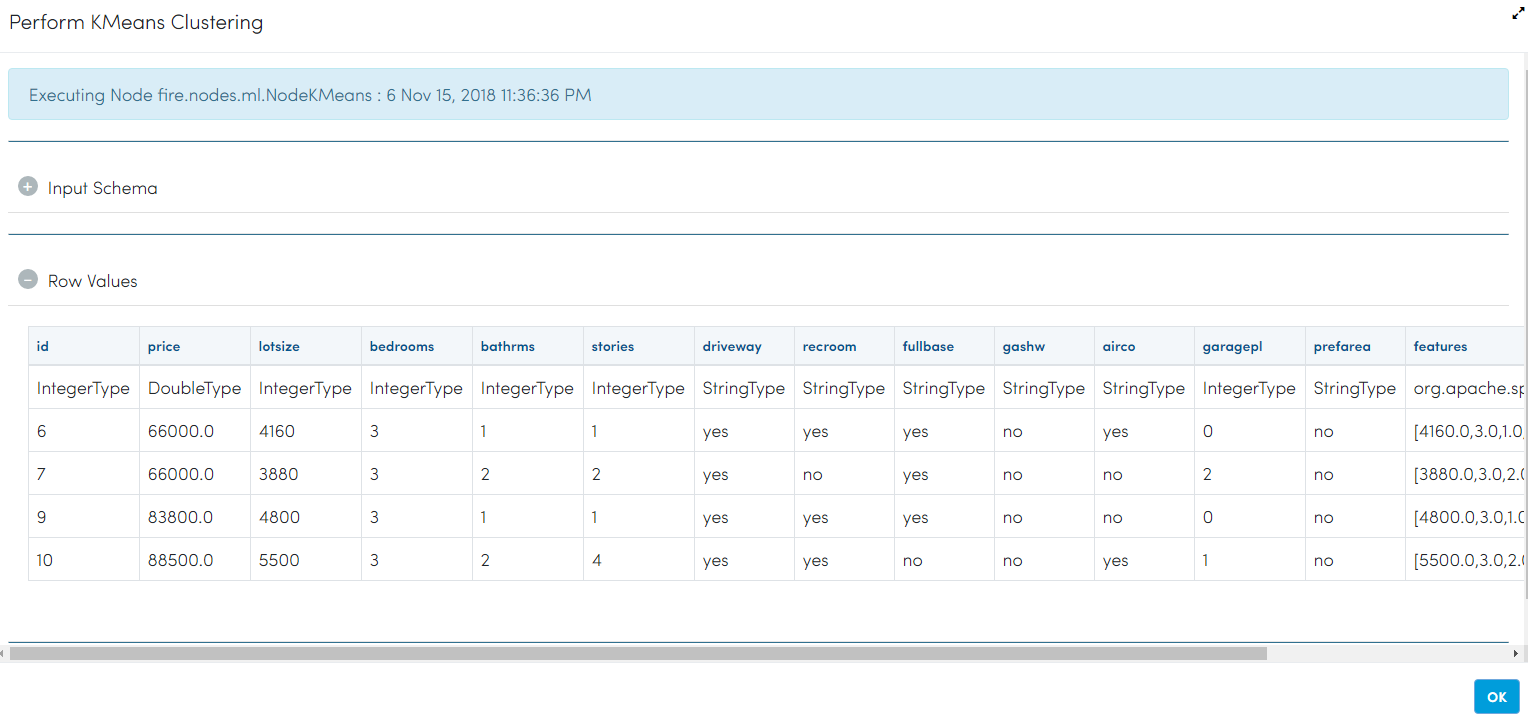 Perform KMeans Clustering
Executing Node fire.nodes.ml.NodeKMeans : 6 Nov 15, 2018 11:36:36 PM
Input Schema
Row Values
id price lotsize bedrooms bathrms stories driveway recroom fullbase gashw airco garagepl prefarea features
IntegerType DoubleType IntegerType IntegerType IntegerType IntegerType StringType StringType StringType StringType StringType IntegerType StringType org.apache.sp
6 66000.0 4160 3 1 1 yes yes yes no yes 0 no [4160.0,3.0,1.0,
7 66000.0 3880 3 2 2 yes no yes no no 2 no [3880.0,3.0,2.0
9 83800.0 4800 3 1 1 yes yes yes no no 0 no [4800.0,3.0,1.0
10 88500.0 5500 3 2 4 yes yes no no yes 1 no [5500.0,3.0,2.0
OK